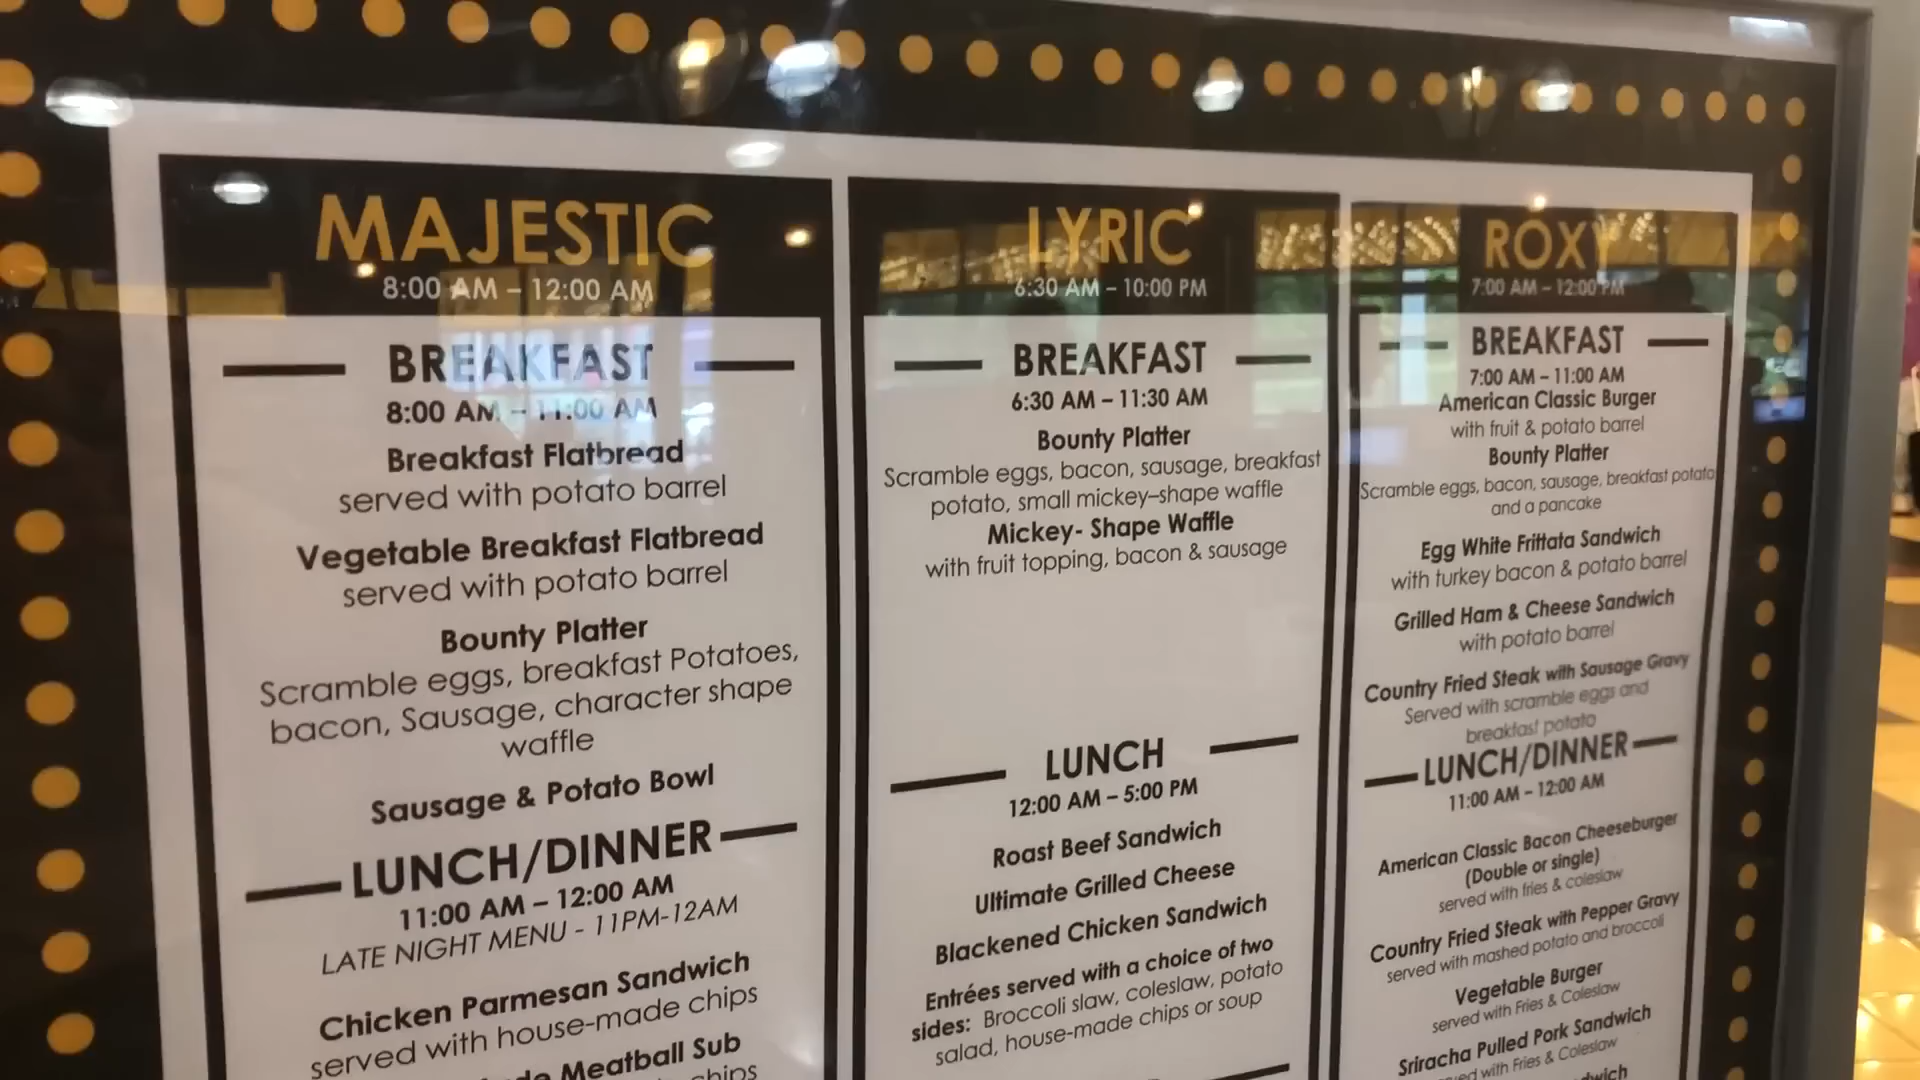 MAJESTIC
8:00 AM – 12:00 AM
BREAKFAST
8:00 AM – 11:00 AM
Breakfast Flatbread
served with potato barrel
Vegetable Breakfast Flatbread
served with potato barrel
Bounty Platter
Scramble eggs, breakfast Potatoes,
bacon, Sausage, character shape
waffle
Sausage & Potato Bowl
LUNCH/DINNER
11:00 AM – 12:00 AM
LATE NIGHT MENU - 11PM-12AM
Chicken Parmesan Sandwich
served with house-made chips
Meatball Sub
chips
LYRIC
6:30 AM – 10:00 PM
BREAKFAST
6:30 AM – 11:30 AM
Bounty Platter
Scramble eggs, bacon, sausage, breakfast
potato, small mickey–shape waffle
Mickey- Shape Waffle
with fruit topping, bacon & sausage
LUNCH
12:00 AM – 5:00 PM
Roast Beef Sandwich
Ultimate Grilled Cheese
Blackened Chicken Sandwich
Entrées served with a choice of two
sides: Broccoli slaw, coleslaw, potato
salad, house-made chips or soup
ROXY
7:00 AM – 12:00 PM
BREAKFAST
7:00 AM – 11:00 AM
American Classic Burger
with fruit & potato barrel
Bounty Platter
Scramble eggs, bacon, sausage, breakfast potato
and a pancake
Egg White Frittata Sandwich
with turkey bacon & potato barrel
Grilled Ham & Cheese Sandwich
with potato barrel
Country Fried Steak with Sausage Gravy
Served with scramble eggs and
breakfast potato
LUNCH/DINNER
11:00 AM – 12:00 AM
American Classic Bacon Cheeseburger
(Double or single)
served with fries & coleslaw
Country Fried Steak with Pepper Gravy
served with mashed potato and broccoli
Vegetable Burger
served with Fries & Coleslaw
Sriracha Pulled Pork Sandwich
with Fries & Coleslaw